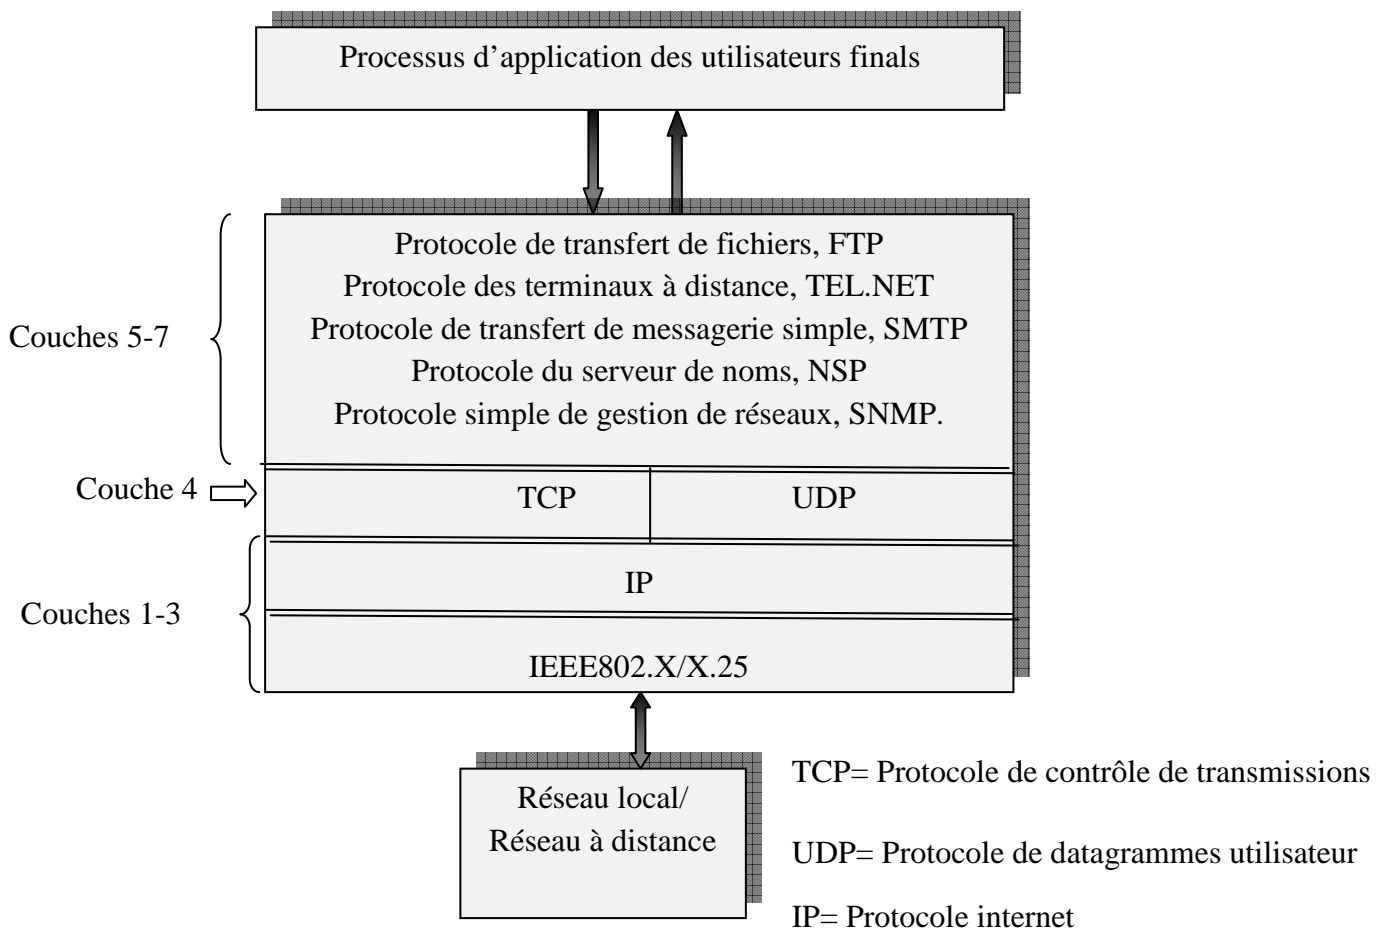 Processus d’application des utilisateurs finals
Protocole de transfert de fichiers, FTP
Protocole des terminaux à distance, TEL.NET
Couches 5-7
Protocole de transfert de messagerie simple, SMTP
Protocole du serveur de noms, NSP
Protocole simple de gestion de réseaux, SNMP.
Couche 4
TCP
UDP
IP
Couches 1-3
IEEE802.X/X.25
Réseau local/
Réseau à distance
TCP= Protocole de contrôle de transmissions
UDP= Protocole de datagrammes utilisateur
IP= Protocole internet